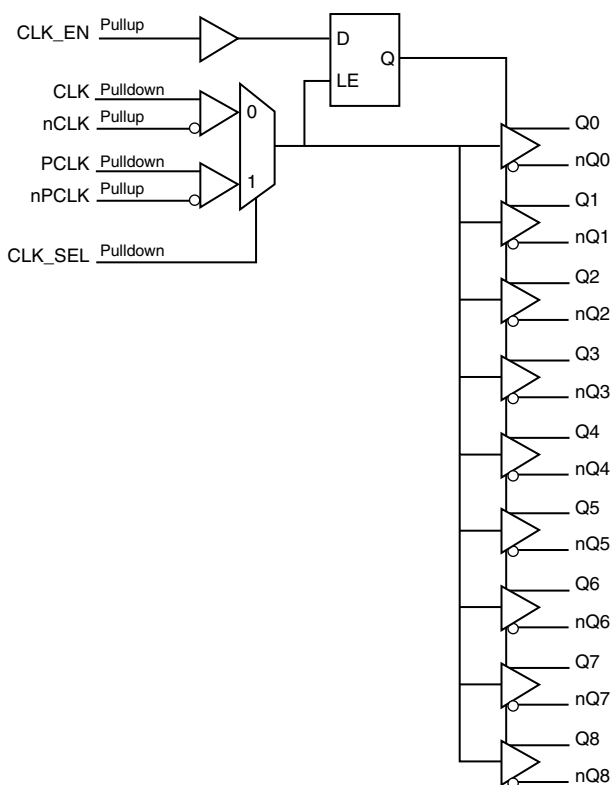 CLK_EN Pullup
D
Q
LE
CLK Pulldown
nCLK Pullup
0
PCLK Pulldown
nPCLK Pullup
1
CLK_SEL Pulldown
Q0
nQ0
Q1
nQ1
Q2
nQ2
Q3
nQ3
Q4
nQ4
Q5
nQ5
Q6
nQ6
Q7
nQ7
Q8
nQ8